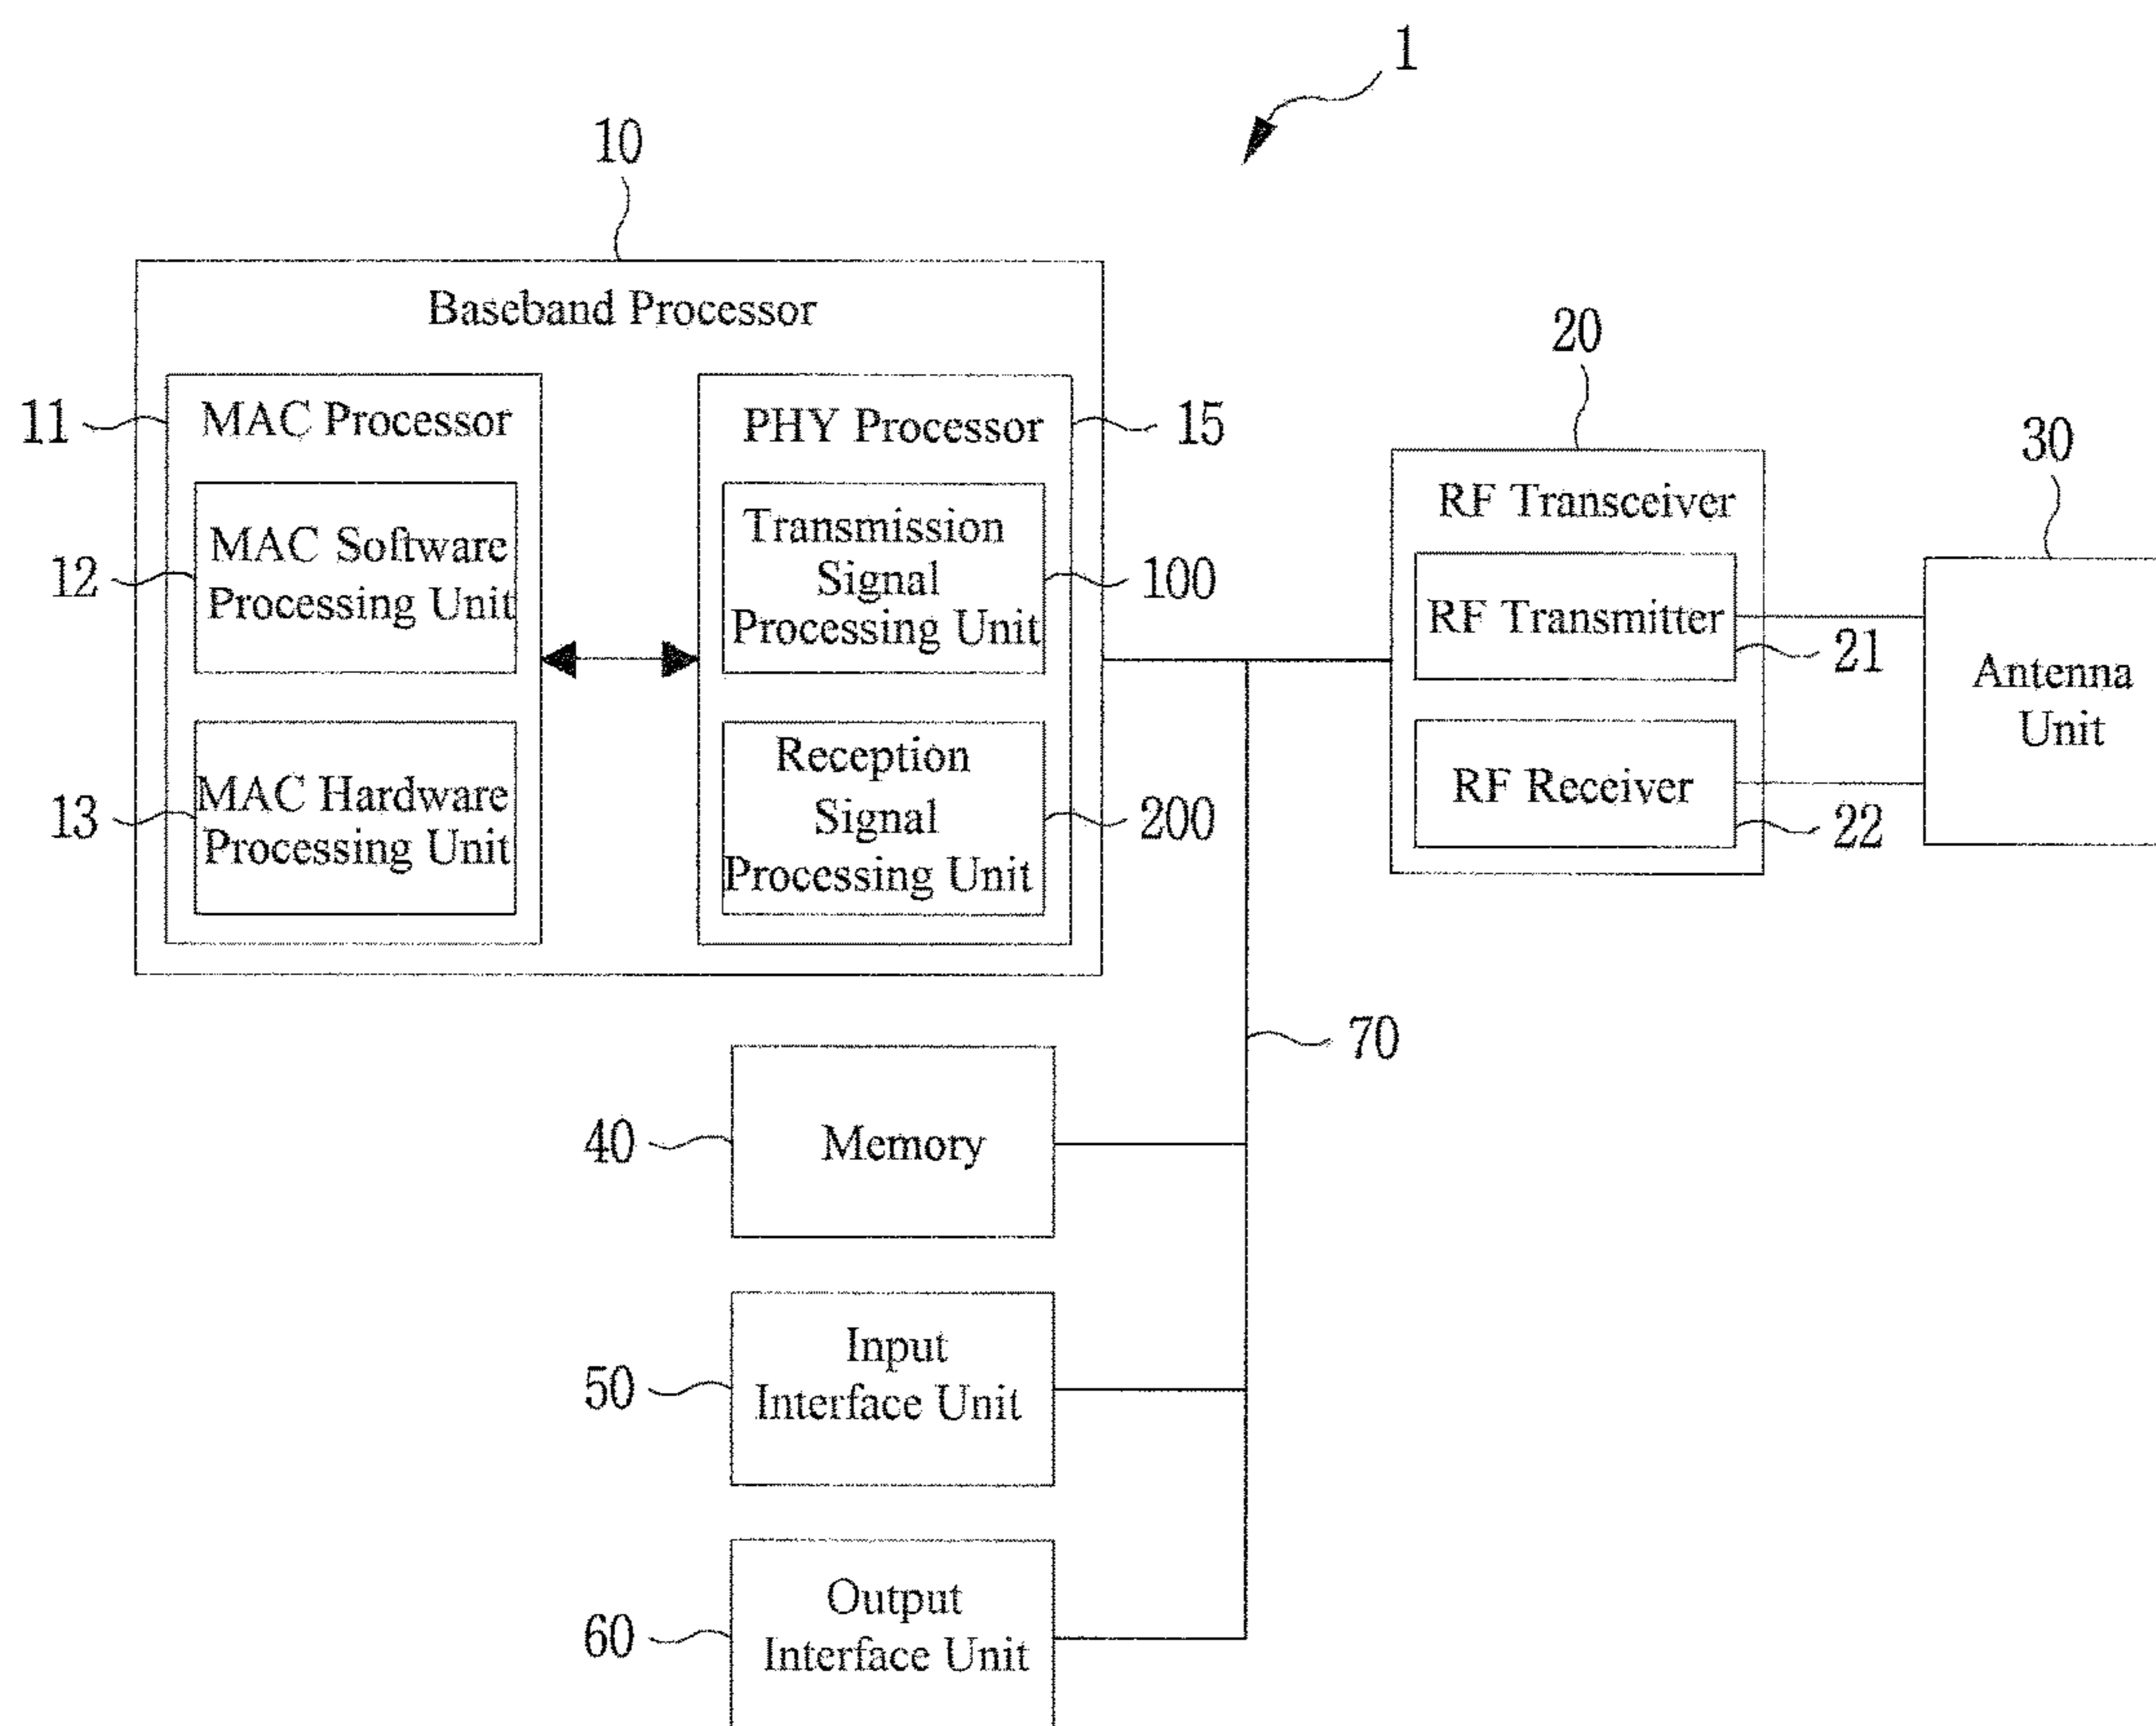 1
10
Baseband Processor
20
11
MAC Processor
PHY Processor
15
30
RF Transceiver
12
MAC Software
Processing Unit
Transmission
Signal
Processing Unit
100
RF Transmitter
21
Antenna
Unit
13
MAC Hardware
Processing Unit
Reception
Signal
Processing Unit
200
RF Receiver
22
70
40
Memory
50
Input
Interface Unit
60
Output
Interface Unit